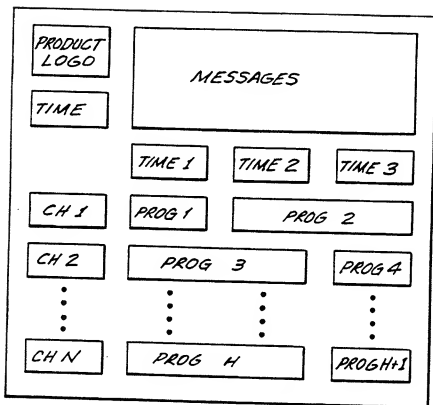 PRODUCT
LOGO
MESSAGES
TIME
TIME 1 TIME 2 TIME 3
CH 1 PROG 1 PROG 2
CH 2 PROG 3 PROG 4
CH N PROG H PROG H+1